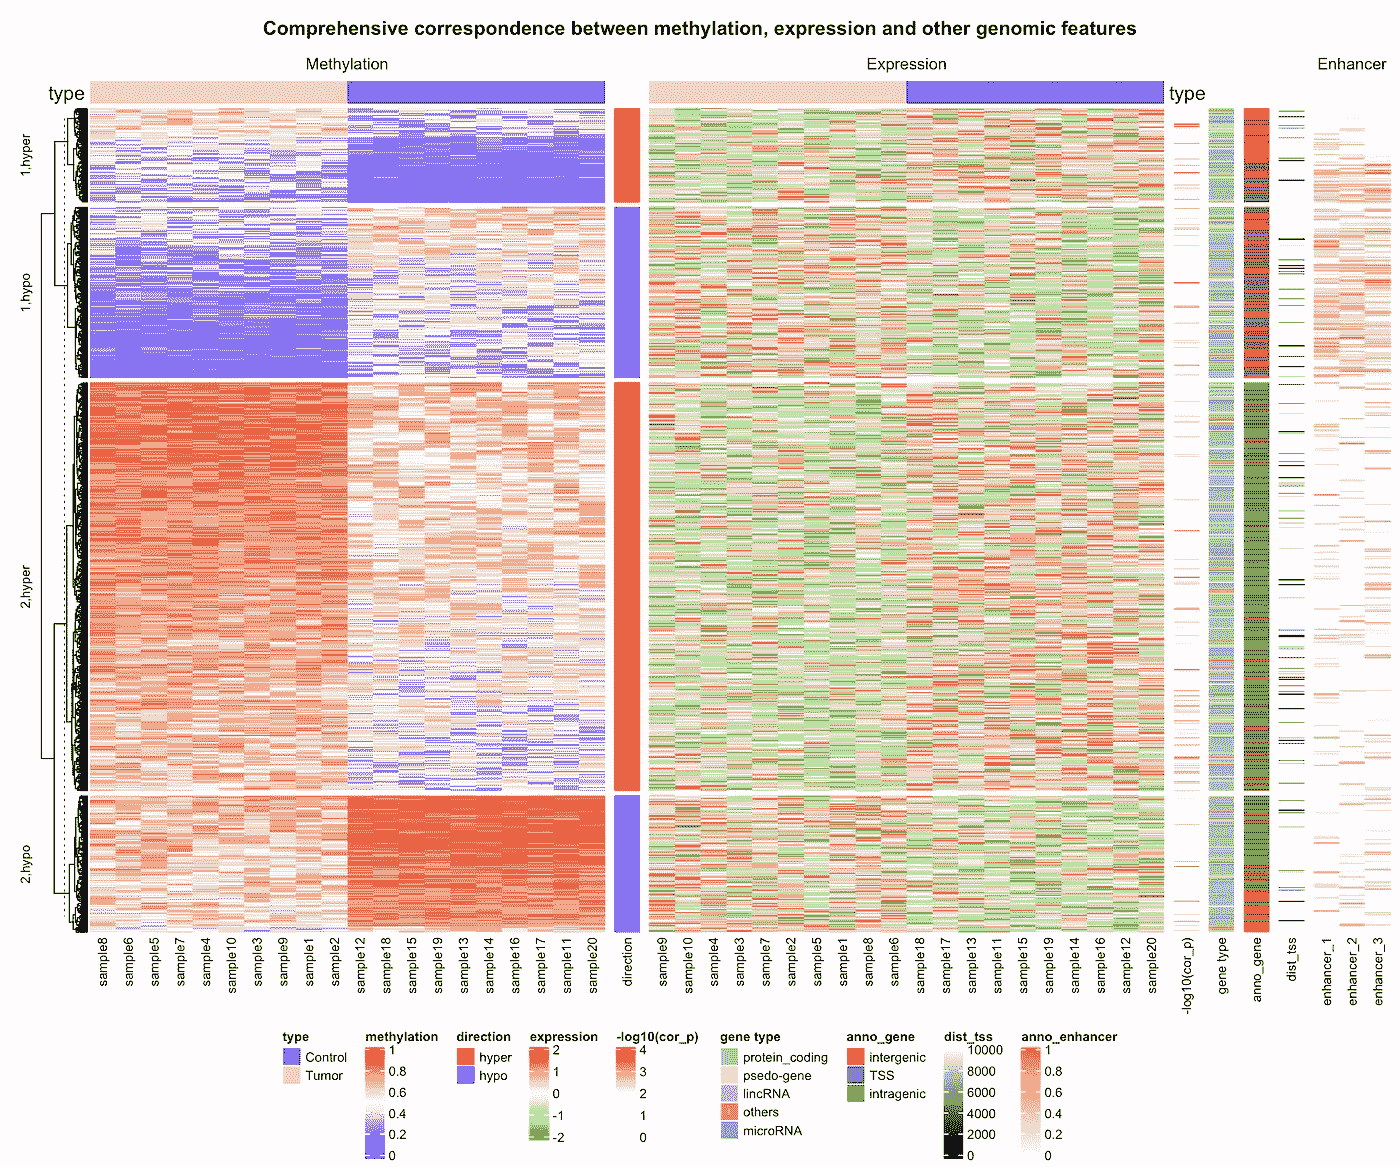 Comprehensive correspondence between methylation, expression and other genomic features
Methylation
Expression
Enhancer
type
type
1,hyper
1,hypo
2,hyper
2,hypo
sample8
sample6
sample5
sample7
sample4
sample10
sample3
sample9
sample1
sample2
sample12
sample18
sample15
sample19
sample13
sample14
sample16
sample17
sample11
sample20
direction
sample9
sample10
sample4
sample3
sample7
sample2
sample5
sample1
sample8
sample6
sample18
sample17
sample13
sample11
sample15
sample19
sample14
sample16
sample12
sample20
-log10(cor_p)
gene type
anno_gene
dist_tss
enhancer_1
enhancer_2
enhancer_3
type
Control
Tumor
methylation
1
0.8
0.6
0.4
0.2
0
direction
hyper
hypo
expression
2
1
0
-1
-2
-log10(cor_p)
4
3
2
1
0
gene type
protein_coding
psedo-gene
lincRNA
others
microRNA
anno_gene
intergenic
TSS
intragenic
dist_tss
10000
8000
6000
4000
2000
0
anno_enhancer
1
0.8
0.6
0.4
0.2
0